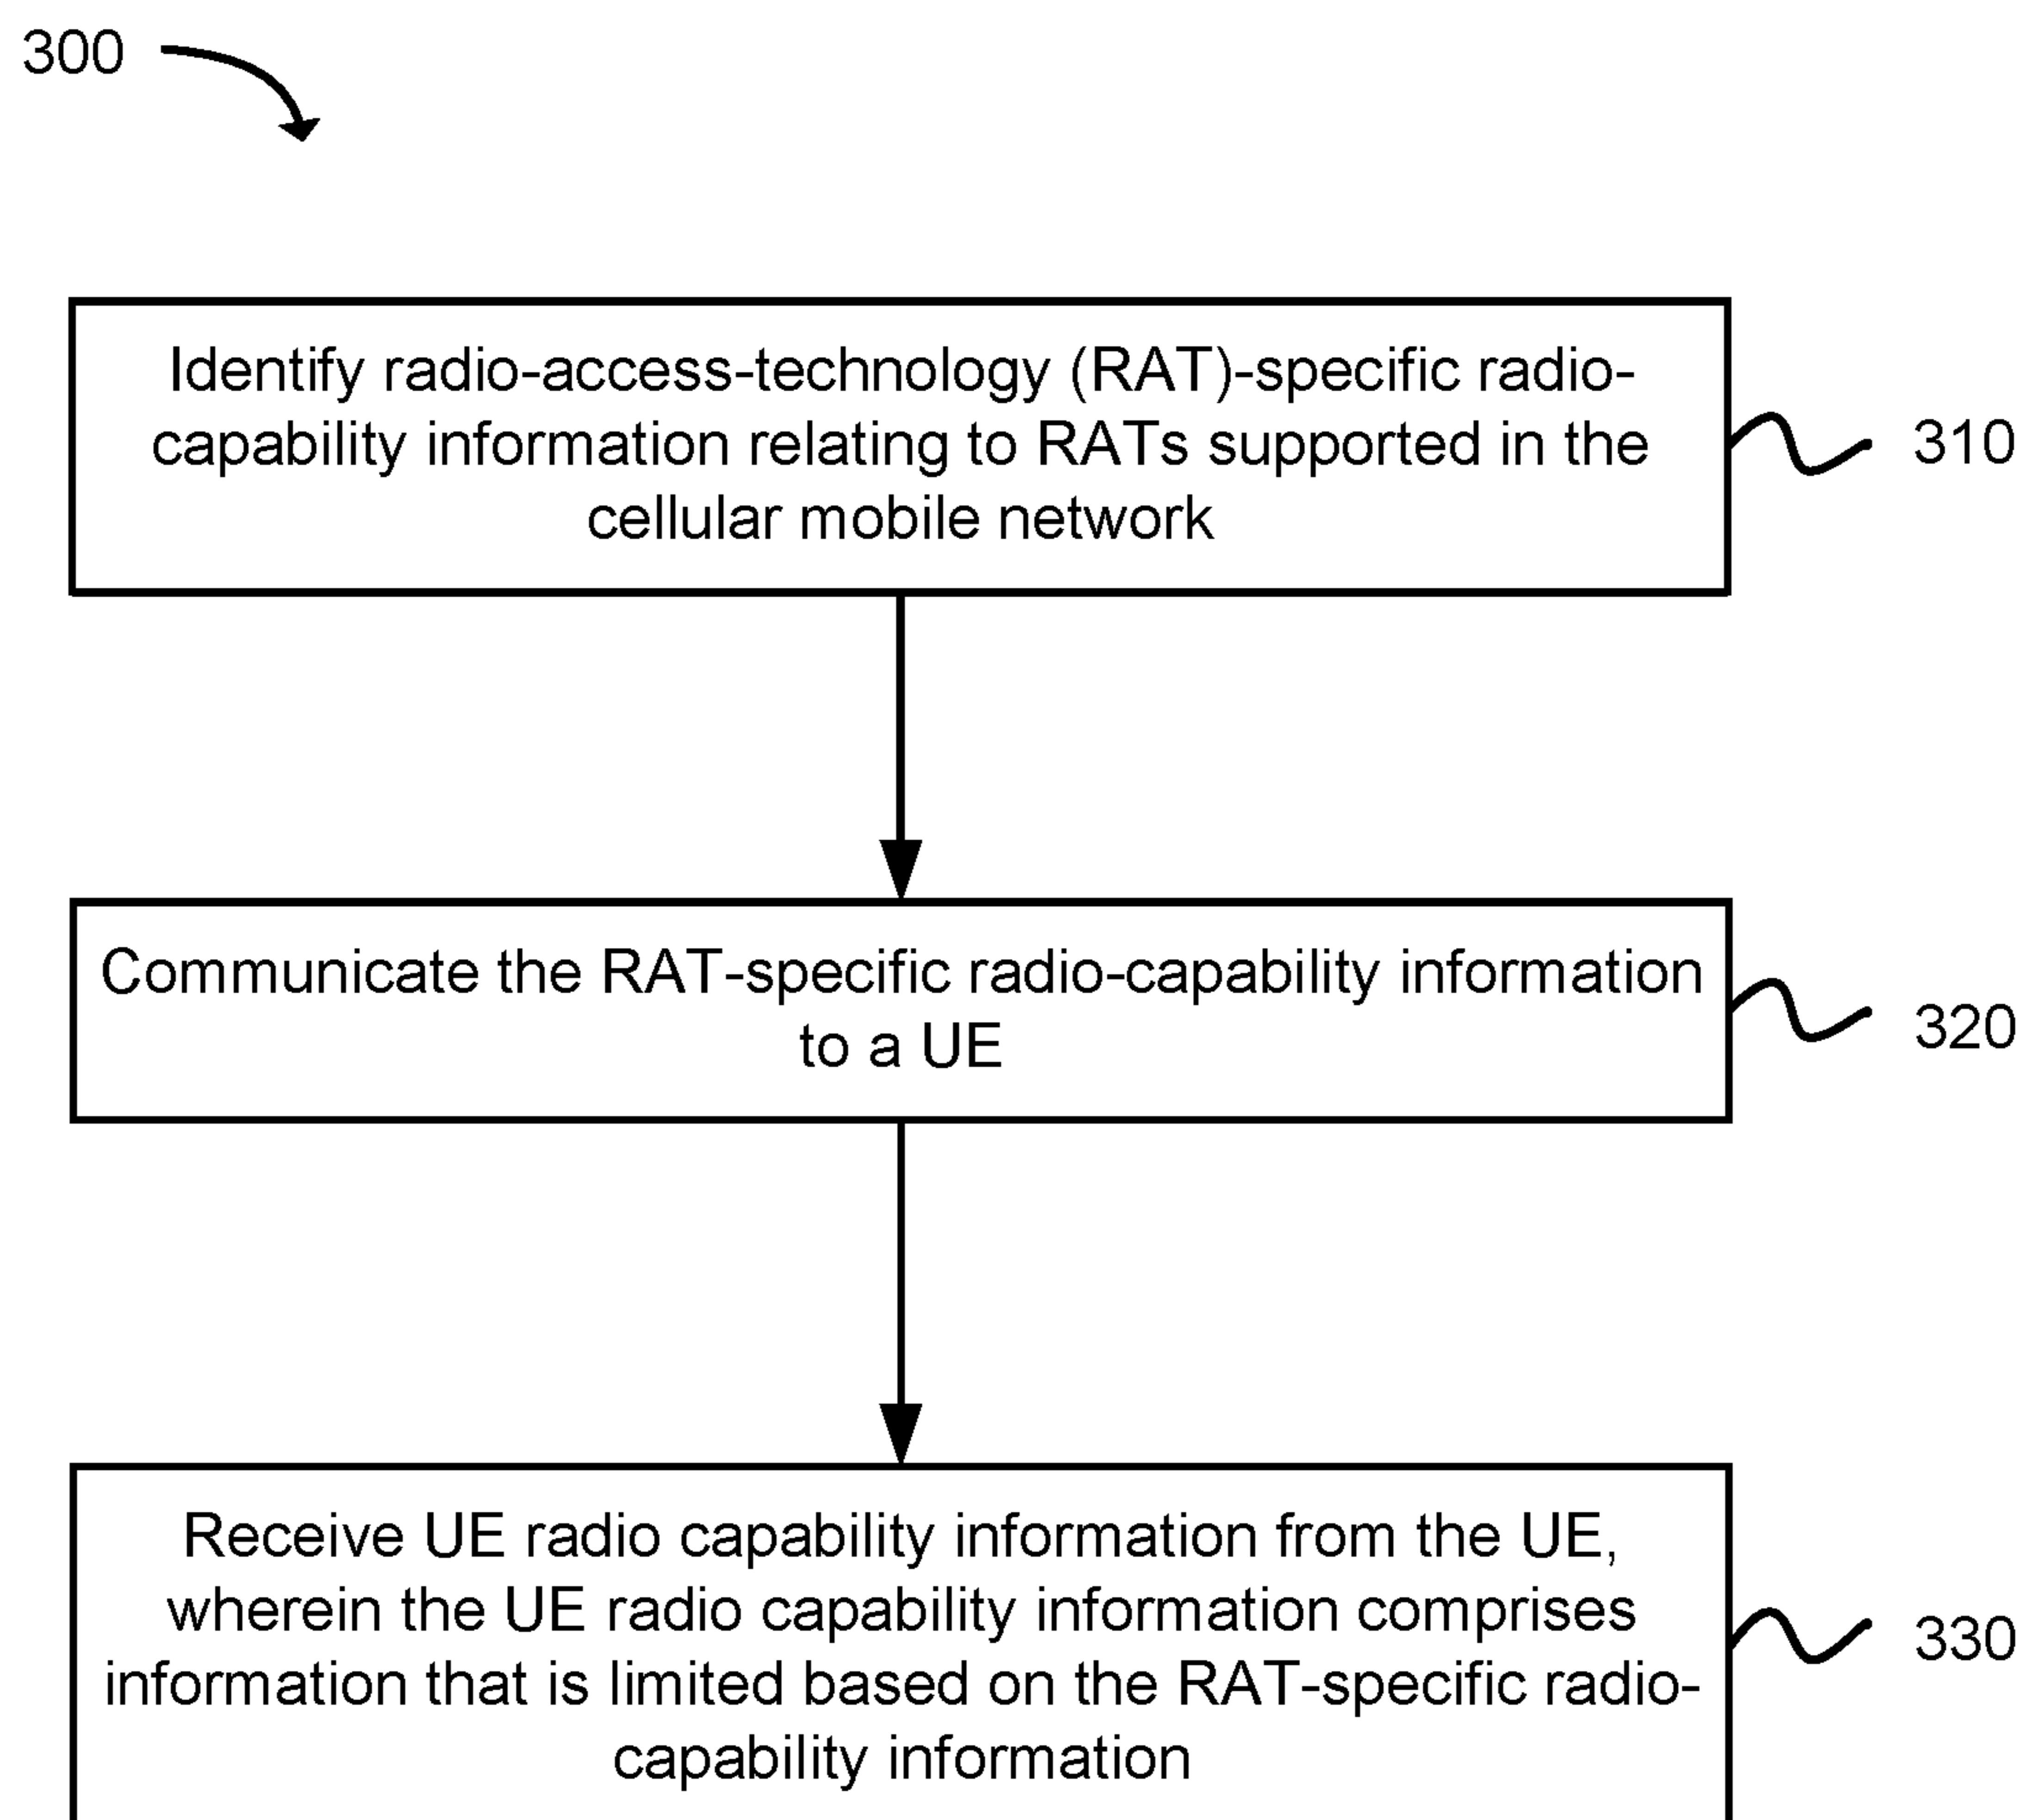 300
Identify radio-access-technology (RAT)-specific radio-
capability information relating to RATs supported in the
cellular mobile network
310
Communicate the RAT-specific radio-capability information
to a UE
320
Receive UE radio capability information from the UE,
wherein the UE radio capability information comprises
information that is limited based on the RAT-specific radio-
capability information
330